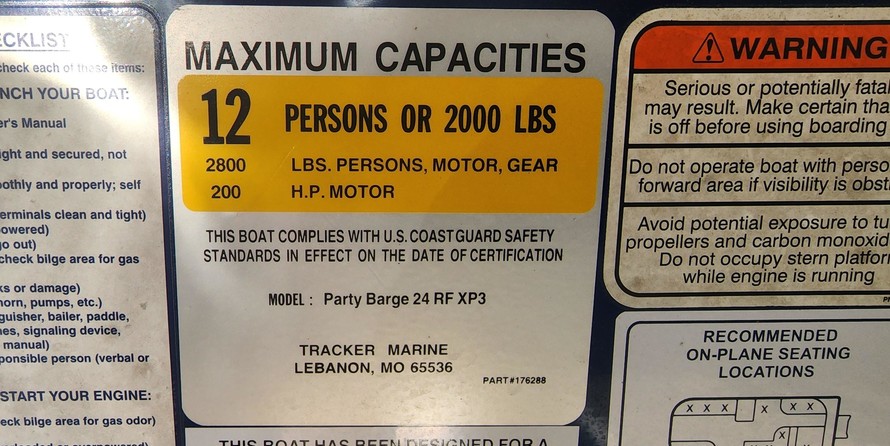 ECKLIST
check each of these items:
NCH YOUR BOAT:
er's Manual
ight and secured, not
oothly and properly; self
erminals clean and tight)
owered)
go out)
check bilge area for gas
ks or damage)
horn, pumps, etc.)
guisher, bailer, paddle,
nes, signaling device,
manual)
ponsible person (verbal or
START YOUR ENGINE:
eck bilge area for gas odor)
MAXIMUM CAPACITIES
12 PERSONS OR 2000 LBS
2800 LBS. PERSONS, MOTOR, GEAR
200 H.P. MOTOR
THIS BOAT COMPLIES WITH U.S. COAST GUARD SAFETY
STANDARDS IN EFFECT ON THE DATE OF CERTIFICATION
MODEL : Party Barge 24 RF XP3
TRACKER MARINE
LEBANON, MO 65536
PART#176288
THIS BOAT HAS BEEN DESIGNED FOR A
WARNING
Serious or potentially fatal
may result. Make certain tha
is off before using boarding
Do not operate boat with perso
forward area if visibility is obst
Avoid potential exposure to tu
propellers and carbon monoxid
Do not occupy stern platfor
while engine is running
RECOMMENDED
ON-PLANE SEATING
LOCATIONS
X X X X X